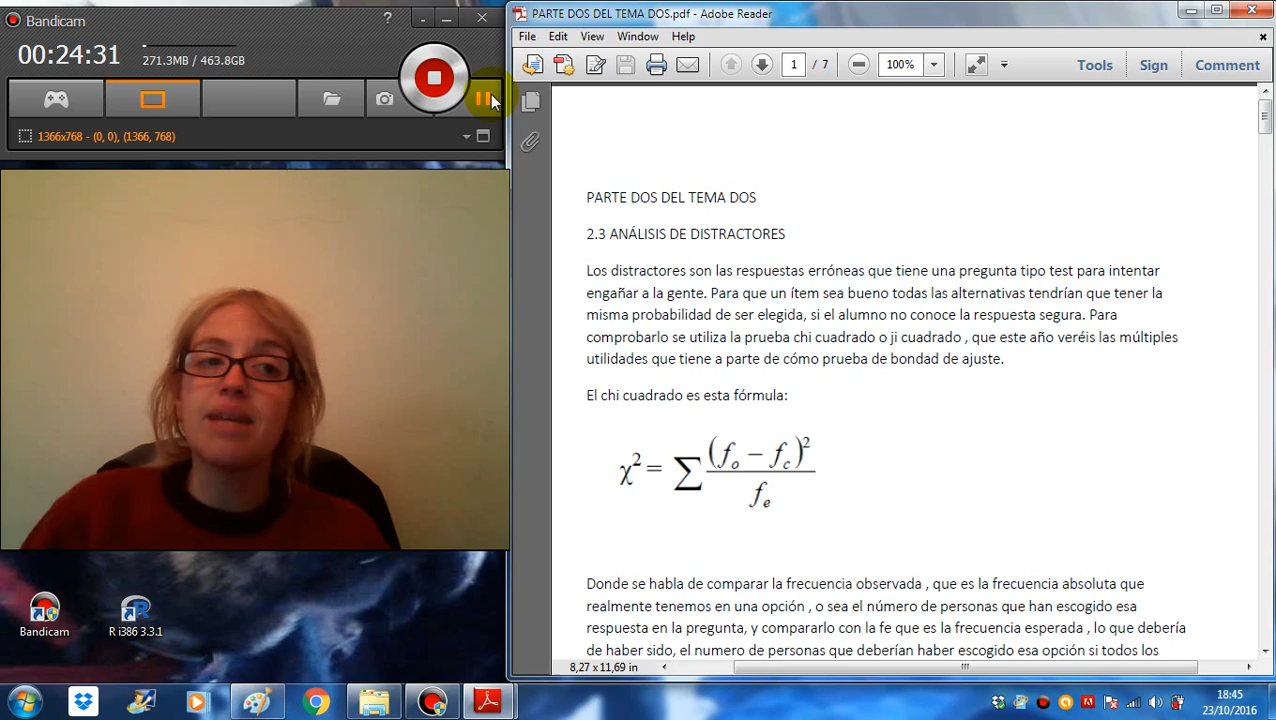 Bandicam
?
00:24:31
271.3MB / 463.8GB
1366x768 - (0, 0), (1366, 768)
PARTE DOS DEL TEMA DOS.pdf - Adobe Reader
File Edit View Window Help
1 / 7 100% Tools Sign Comment
PARTE DOS DEL TEMA DOS
2.3 ANÁLISIS DE DISTRACTORES
Los distractores son las respuestas erróneas que tiene una pregunta tipo test para intentar
engañar a la gente. Para que un ítem sea bueno todas las alternativas tendrían que tener la
misma probabilidad de ser elegida, si el alumno no conoce la respuesta segura. Para
comprobarlo se utiliza la prueba chi cuadrado o ji cuadrado , que este año veréis las múltiples
utilidades que tiene a parte de cómo prueba de bondad de ajuste.
El chi cuadrado es esta fórmula:
χ² = ∑ (f_o − f_c)² / f_e
Donde se habla de comparar la frecuencia observada , que es la frecuencia absoluta que
realmente tenemos en una opción , o sea el número de personas que han escogido esa
respuesta en la pregunta, y compararlo con la fe que es la frecuencia esperada , lo que debería
de haber sido, el numero de personas que deberían haber escogido esa opción si todos los
8,27 x 11,69 in
Bandicam
R i386 3.3.1
18:45
23/10/2016